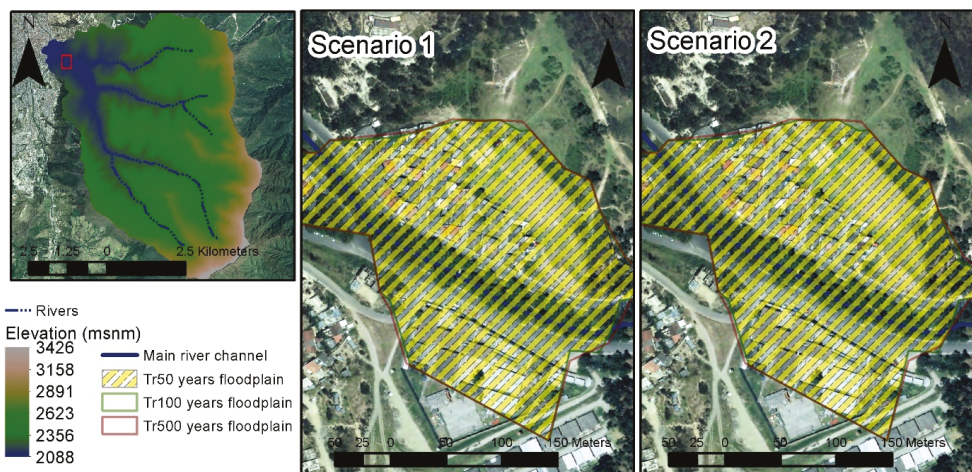 N
2.5 1.25 0 2.5 Kilometers
Rivers
Elevation (msnm)
3426
3158
2891
2623
2356
2088
Main river channel
Tr50 years floodplain
Tr100 years floodplain
Tr500 years floodplain
Scenario 1
N
50 25 0 50 100 150 Meters
Scenario 2
N
50 25 0 50 100 150 Meters